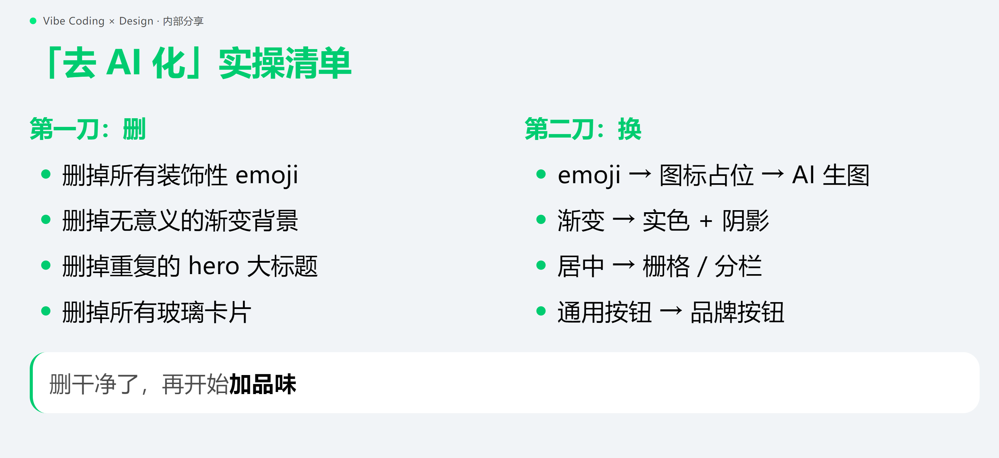 Vibe Coding × Design · 内部分享
「去 AI 化」实操清单
第一刀：删
删掉所有装饰性 emoji
删掉无意义的渐变背景
删掉重复的 hero 大标题
删掉所有玻璃卡片
第二刀：换
emoji → 图标占位 → AI 生图
渐变 → 实色 + 阴影
居中 → 栅格 / 分栏
通用按钮 → 品牌按钮
删干净了，再开始加品味